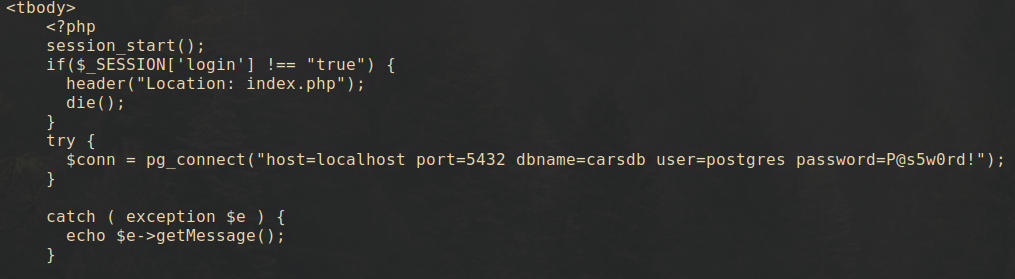 <tbody>
    <?php
    session_start();
    if($_SESSION['login'] !== "true") {
      header("Location: index.php");
      die();
    }
    try {
      $conn = pg_connect("host=localhost port=5432 dbname=carsdb user=postgres password=P@s5w0rd!");
    }

    catch ( exception $e ) {
      echo $e->getMessage();
    }